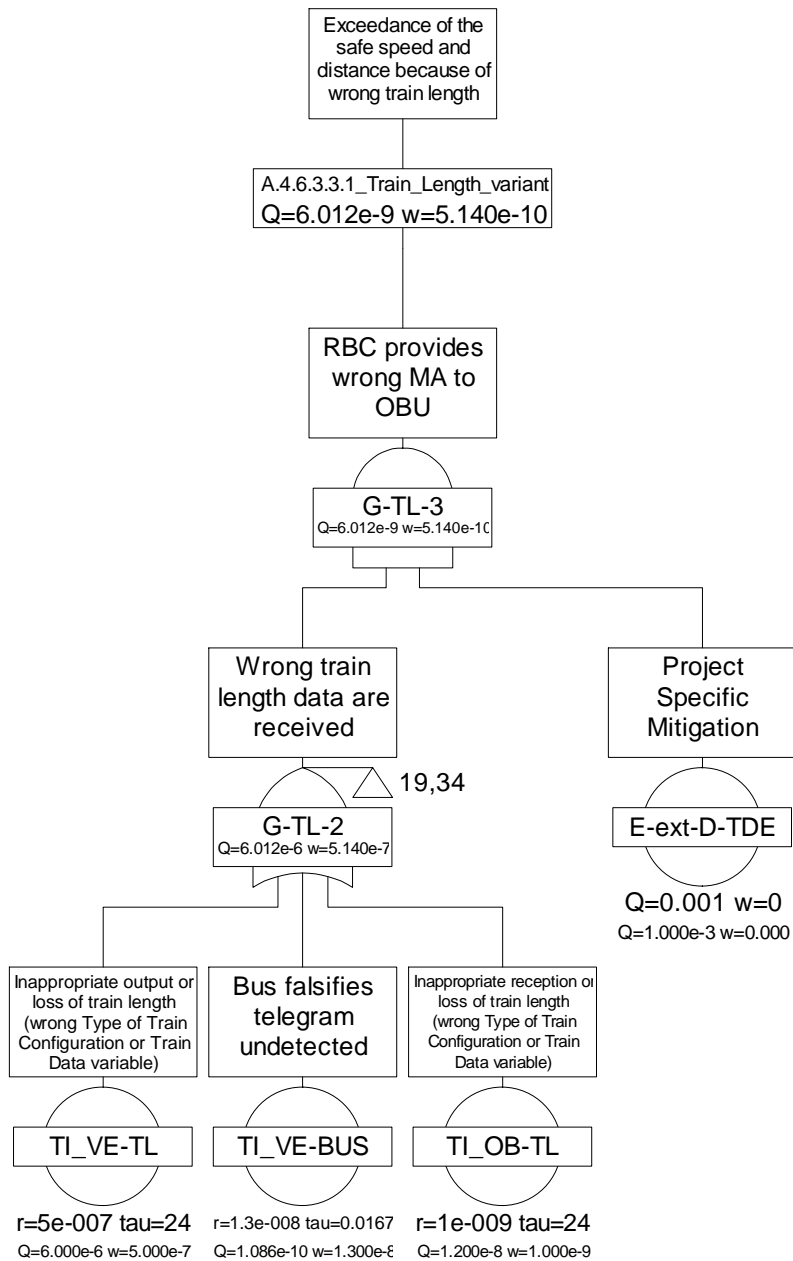 Exceedance of the
safe speed and
distance because of
wrong train length
A.4.6.3.3.1_Train_Length_variant
Q=6.012e-9 w=5.140e-10
RBC provides
wrong MA to
OBU
G-TL-3
Q=6.012e-9 w=5.140e-10
Wrong train
length data are
received
Project
Specific
Mitigation
19,34
G-TL-2
Q=6.012e-6 w=5.140e-7
E-ext-D-TDE
Q=0.001 w=0
Q=1.000e-3 w=0.000
Inappropriate output or
loss of train length
(wrong Type of Train
Configuration or Train
Data variable)
Bus falsifies
telegram
undetected
Inappropriate reception or
loss of train length
(wrong Type of Train
Configuration or Train
Data variable)
TI_VE-TL
TI_VE-BUS
TI_OB-TL
r=5e-007 tau=24
r=1.3e-008 tau=0.0167
r=1e-009 tau=24
Q=6.000e-6 w=5.000e-7
Q=1.086e-10 w=1.300e-8
Q=1.200e-8 w=1.000e-9